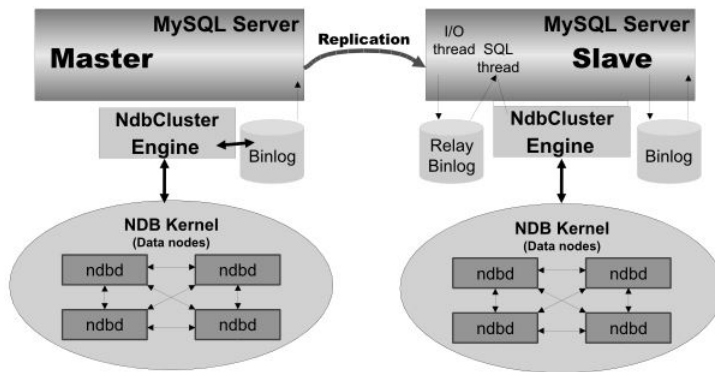 MySQL Server
Master
Replication
MySQL Server
I/O
thread
SQL
thread
Slave
NdbCluster
Engine
Binlog
Relay
Binlog
NdbCluster
Engine
Binlog
NDB Kernel
(Data nodes)
ndbd
ndbd
ndbd
ndbd
NDB Kernel
(Data nodes)
ndbd
ndbd
ndbd
ndbd